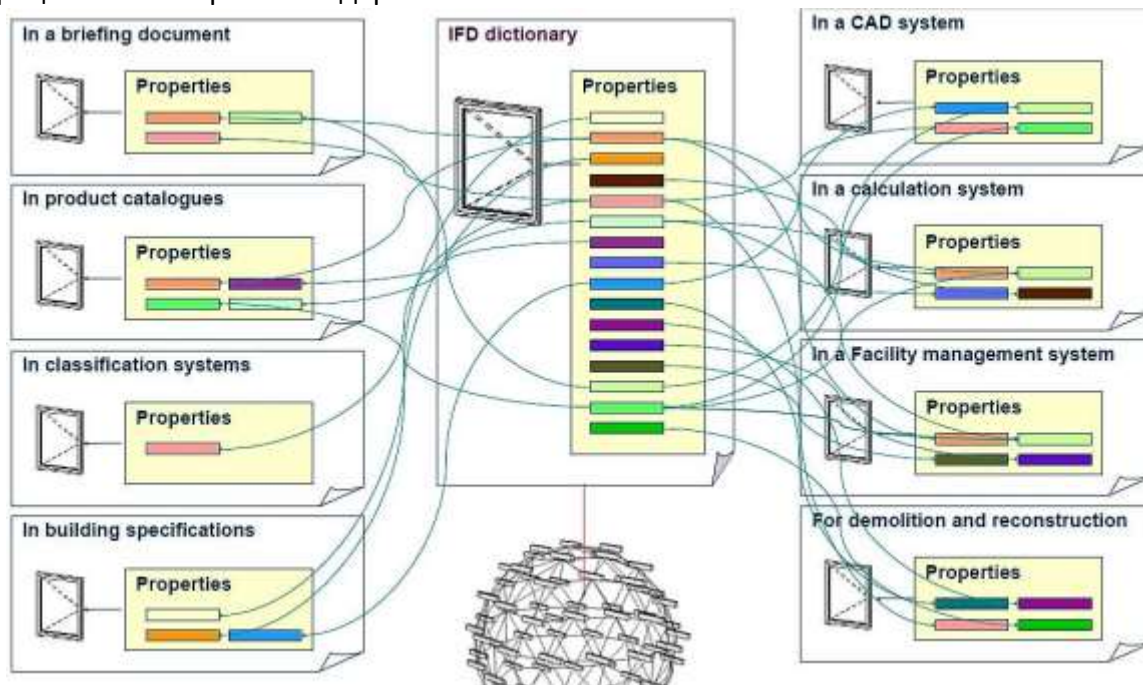 In a briefing document
Properties
In product catalogues
Properties
In classification systems
Properties
In building specifications
Properties
IFD dictionary
Properties
In a CAD system
Properties
In a calculation system
Properties
In a Facility management system
Properties
For demolition and reconstruction
Properties